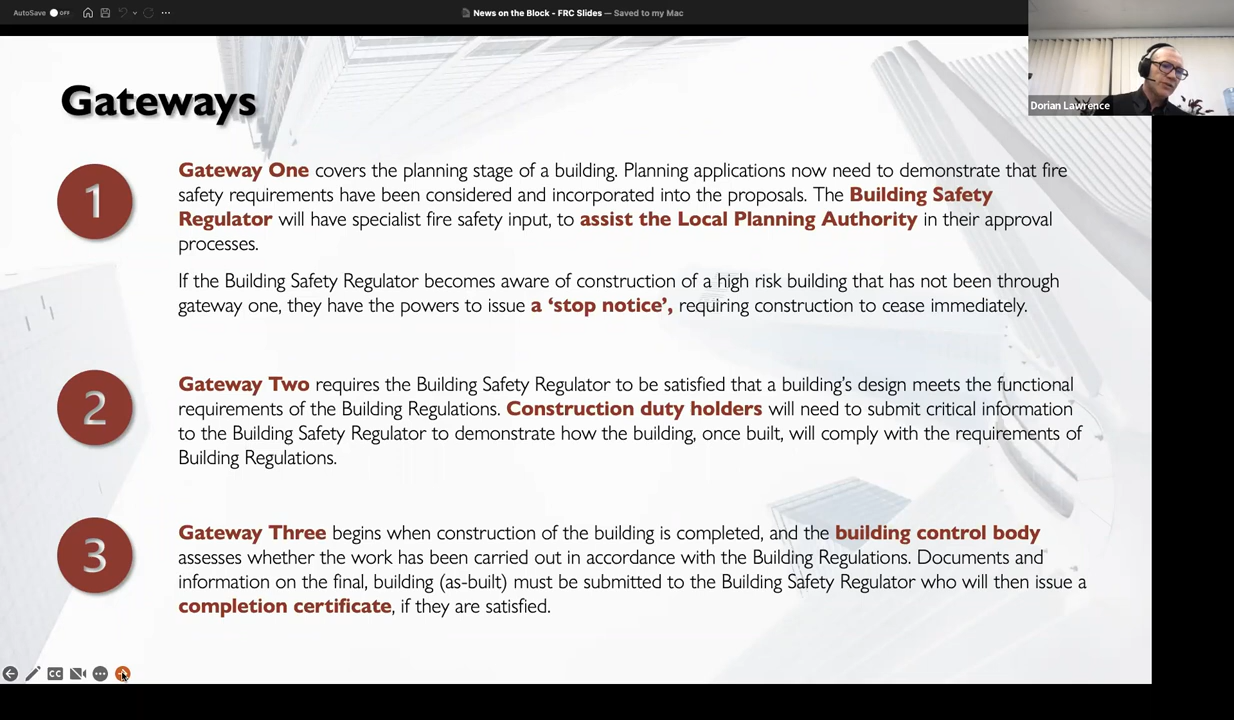 AutoSave OFF
News on the Block - FRC Slides — Saved to my Mac
Dorian Lawrence
Gateways
1
Gateway One covers the planning stage of a building. Planning applications now need to demonstrate that fire
safety requirements have been considered and incorporated into the proposals. The Building Safety
Regulator will have specialist fire safety input, to assist the Local Planning Authority in their approval
processes.
If the Building Safety Regulator becomes aware of construction of a high risk building that has not been through
gateway one, they have the powers to issue a ‘stop notice’, requiring construction to cease immediately.
2
Gateway Two requires the Building Safety Regulator to be satisfied that a building’s design meets the functional
requirements of the Building Regulations. Construction duty holders will need to submit critical information
to the Building Safety Regulator to demonstrate how the building, once built, will comply with the requirements of
Building Regulations.
3
Gateway Three begins when construction of the building is completed, and the building control body
assesses whether the work has been carried out in accordance with the Building Regulations. Documents and
information on the final, building (as-built) must be submitted to the Building Safety Regulator who will then issue a
completion certificate, if they are satisfied.
CC